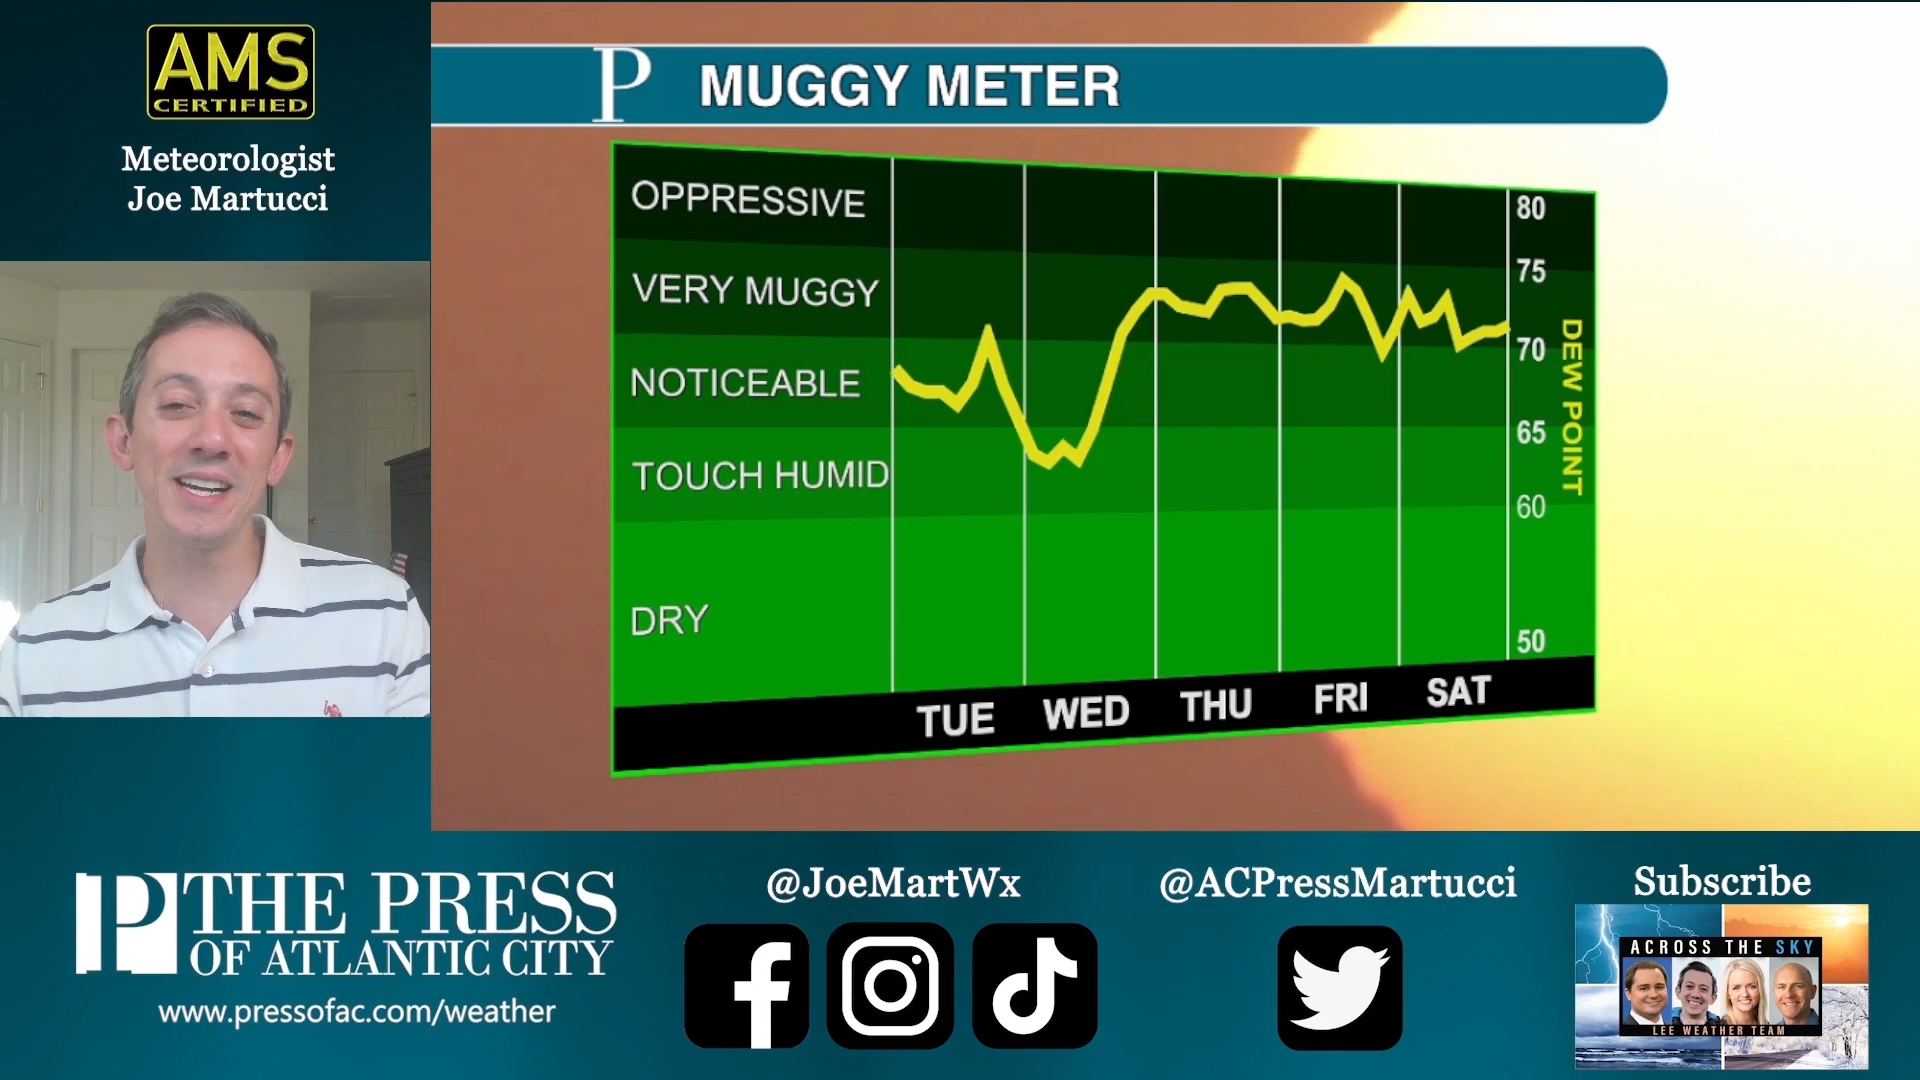 AMS
CERTIFIED
Meteorologist
Joe Martucci
P MUGGY METER
OPPRESSIVE
VERY MUGGY
NOTICEABLE
TOUCH HUMID
DRY
80
75
70
65
60
50
DEW POINT
TUE WED THU FRI SAT
P THE PRESS
OF ATLANTIC CITY
www.pressofac.com/weather
@JoeMartWx
@ACPressMartucci
Subscribe
ACROSS THE SKY
LEE WEATHER TEAM